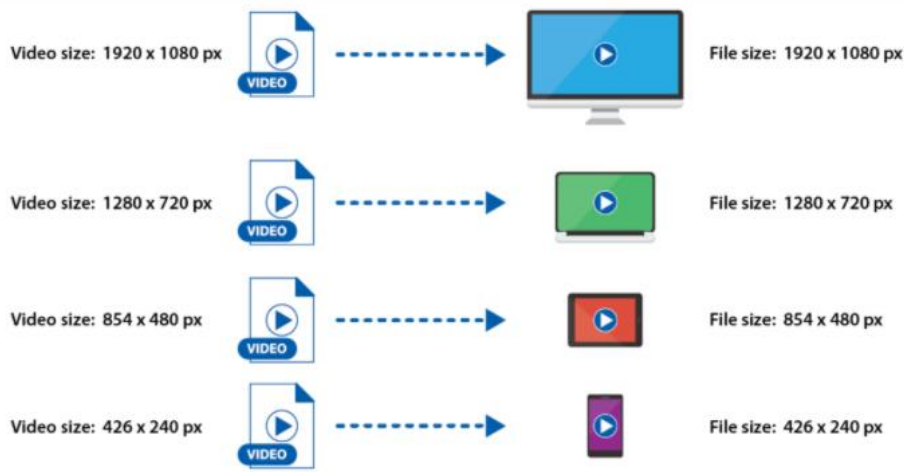 Video size: 1920 x 1080 px
VIDEO
File size: 1920 x 1080 px
Video size: 1280 x 720 px
VIDEO
File size: 1280 x 720 px
Video size: 854 x 480 px
VIDEO
File size: 854 x 480 px
Video size: 426 x 240 px
VIDEO
File size: 426 x 240 px